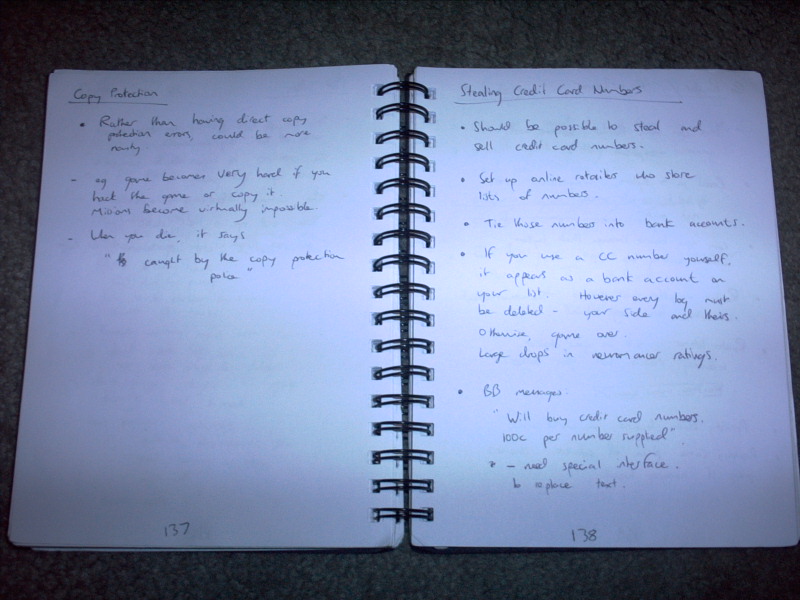 Copy Protection
• Rather than having direct copy
protection errors, could be more
nasty
- eg game becomes very hard if you
hack the game or copy it.
Missions become virtually impossible.
- When you die, it says
" caught by the copy protection
police"
137
Stealing Credit Card Numbers
• Should be possible to steal and
sell credit card numbers.
• Set up online retailers who store
lists of numbers.
• Tie those numbers into bank accounts.
• If you use a CC number yourself,
it appears as a bank account on
your list. However every log must
be deleted - your side and theirs.
Otherwise, game over.
Large drops in neuromancer ratings.
• BB messages.
"Will buy credit card numbers.
100c per number supplied".
- need special interface.
to replace text.
138